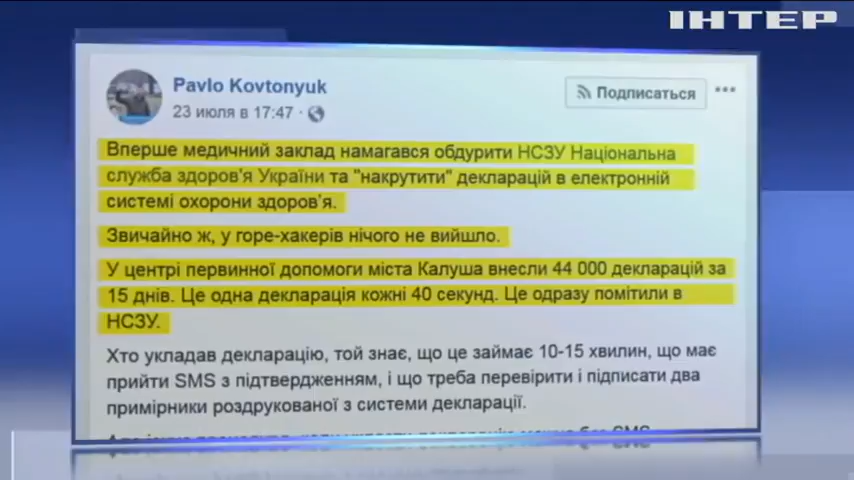 ІНТЕР
Pavlo Kovtonyuk
23 июля в 17:47 ·
Подписаться
Вперше медичний заклад намагався обдурити НСЗУ Національна
служба здоров'я України та "накрутити" декларацій в електронній
системі охорони здоров'я.
Звичайно ж, у горе-хакерів нічого не вийшло.
У центрі первинної допомоги міста Калуша внесли 44 000 декларацій за
15 днів. Це одна декларація кожні 40 секунд. Це одразу помітили в
НСЗУ.
Хто укладав декларацію, той знає, що це займає 10-15 хвилин, що має
прийти SMS з підтвердженням, і що треба перевірити і підписати два
примірники роздрукованої з системи декларації.